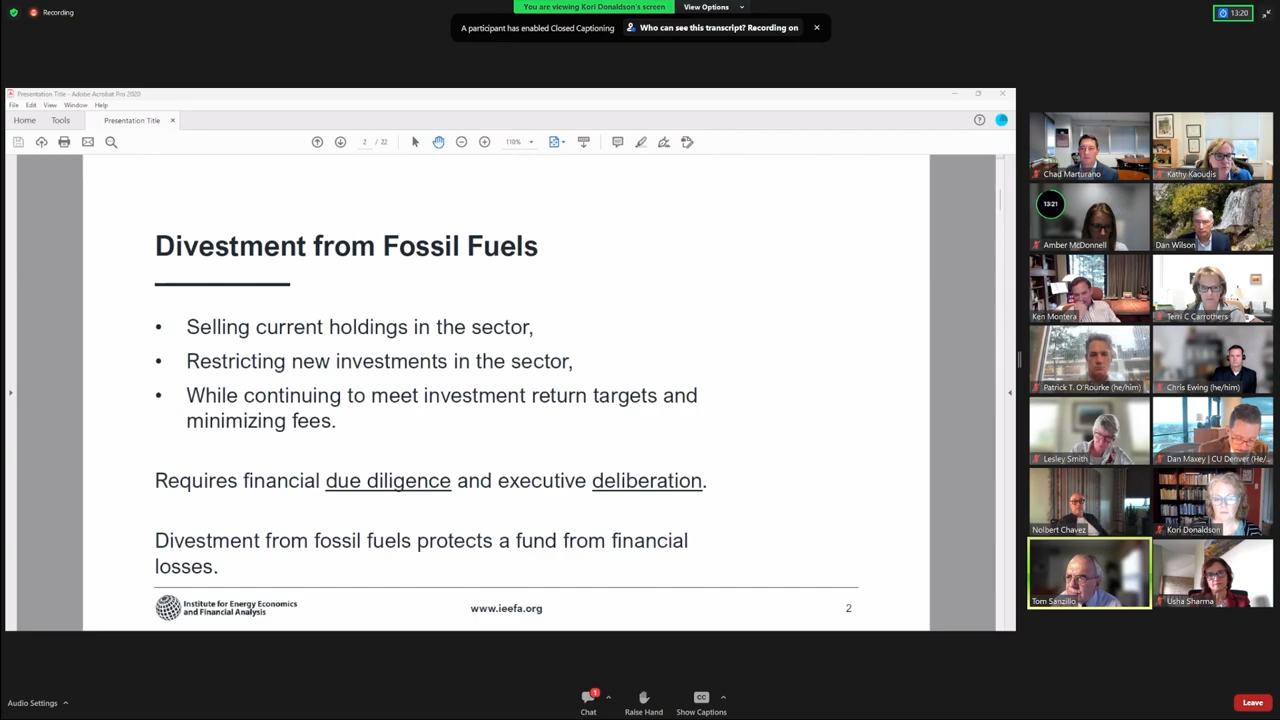 Recording
You are viewing Kori Donaldson's screen
View Options
13:20
A participant has enabled Closed Captioning
Who can see this transcript? Recording on
Presentation Title - Adobe Acrobat Pro 2020
File Edit View Window Help
Home Tools Presentation Title
2 / 22
110%
Divestment from Fossil Fuels
• Selling current holdings in the sector,
• Restricting new investments in the sector,
• While continuing to meet investment return targets and
minimizing fees.
Requires financial due diligence and executive deliberation.
Divestment from fossil fuels protects a fund from financial
losses.
Institute for Energy Economics
and Financial Analysis
www.ieefa.org
2
Chad Marturano
Kathy Kaoudis
13:21
Amber McDonnell
Dan Wilson
Ken Montera
Terri C Carrothers
Patrick T. O'Rourke (he/him)
Chris Ewing (he/him)
Lesley Smith
Dan Maxey | CU Denver (He/
Nolbert Chavez
Kori Donaldson
Tom Sanzillo
Usha Sharma
Audio Settings
1
Chat
Raise Hand
CC
Show Captions
Leave